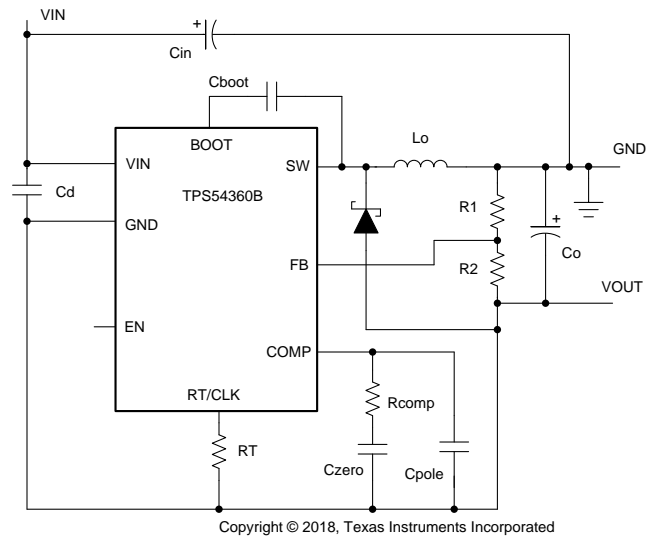 VIN
Cin
Cboot
Lo
GND
BOOT
VIN
SW
Cd
TPS54360B
R1
GND
Co
FB
R2
VOUT
EN
COMP
RT/CLK
Rcomp
RT
Czero
Cpole
Copyright © 2018, Texas Instruments Incorporated